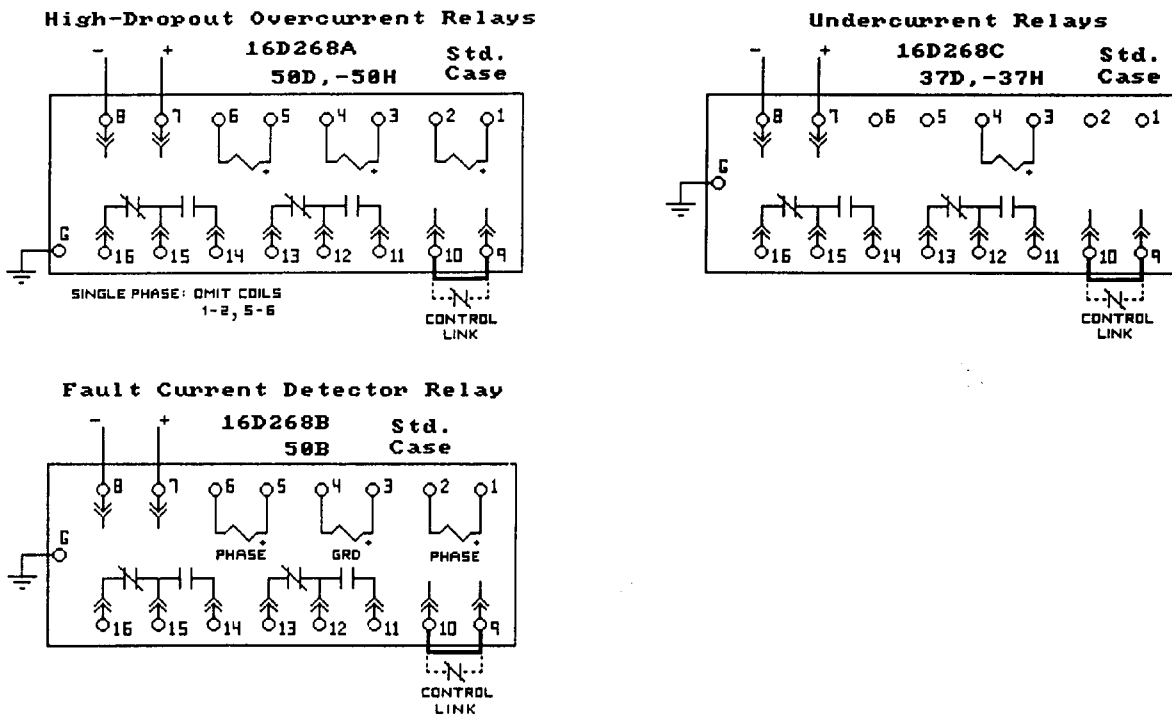 High-Dropout Overcurrent Relays
- + 16D268A Std.
50D,-50H Case
8 7 6 5 4 3 2 1
+ + +
G
16 15 14 13 12 11 10 9
SINGLE PHASE: OMIT COILS
1-2, 5-6
CONTROL
LINK
Undercurrent Relays
- + 16D268C Std.
37D,-37H Case
8 7 6 5 4 3 2 1
+
G
16 15 14 13 12 11 10 9
CONTROL
LINK
Fault Current Detector Relay
- + 16D268B Std.
50B Case
8 7 6 5 4 3 2 1
+ + +
G
PHASE GRD PHASE
16 15 14 13 12 11 10 9
CONTROL
LINK